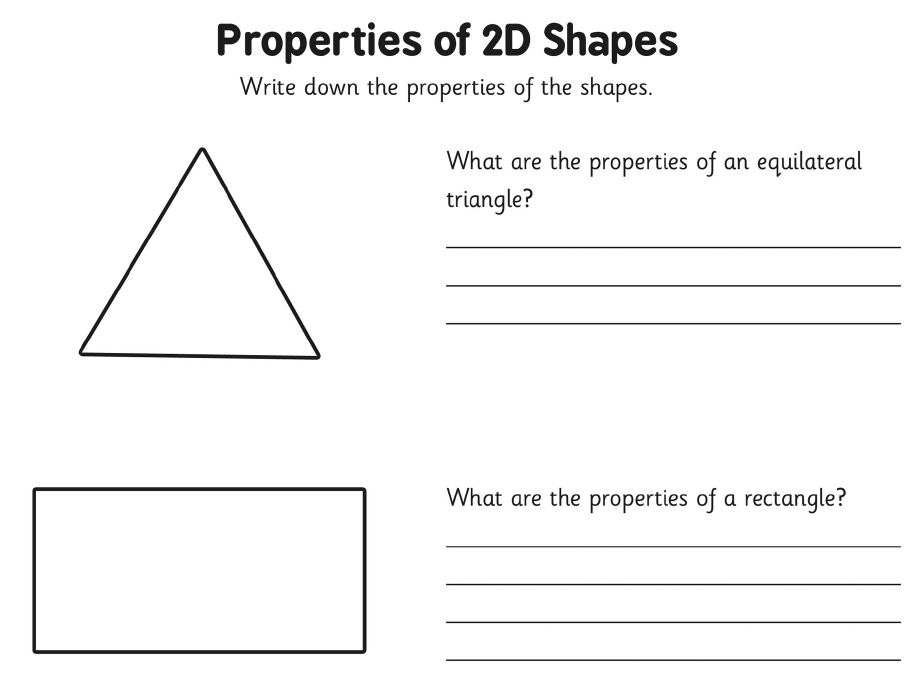 Properties of 2D Shapes
Write down the properties of the shapes.
What are the properties of an equilateral
triangle?
What are the properties of a rectangle?